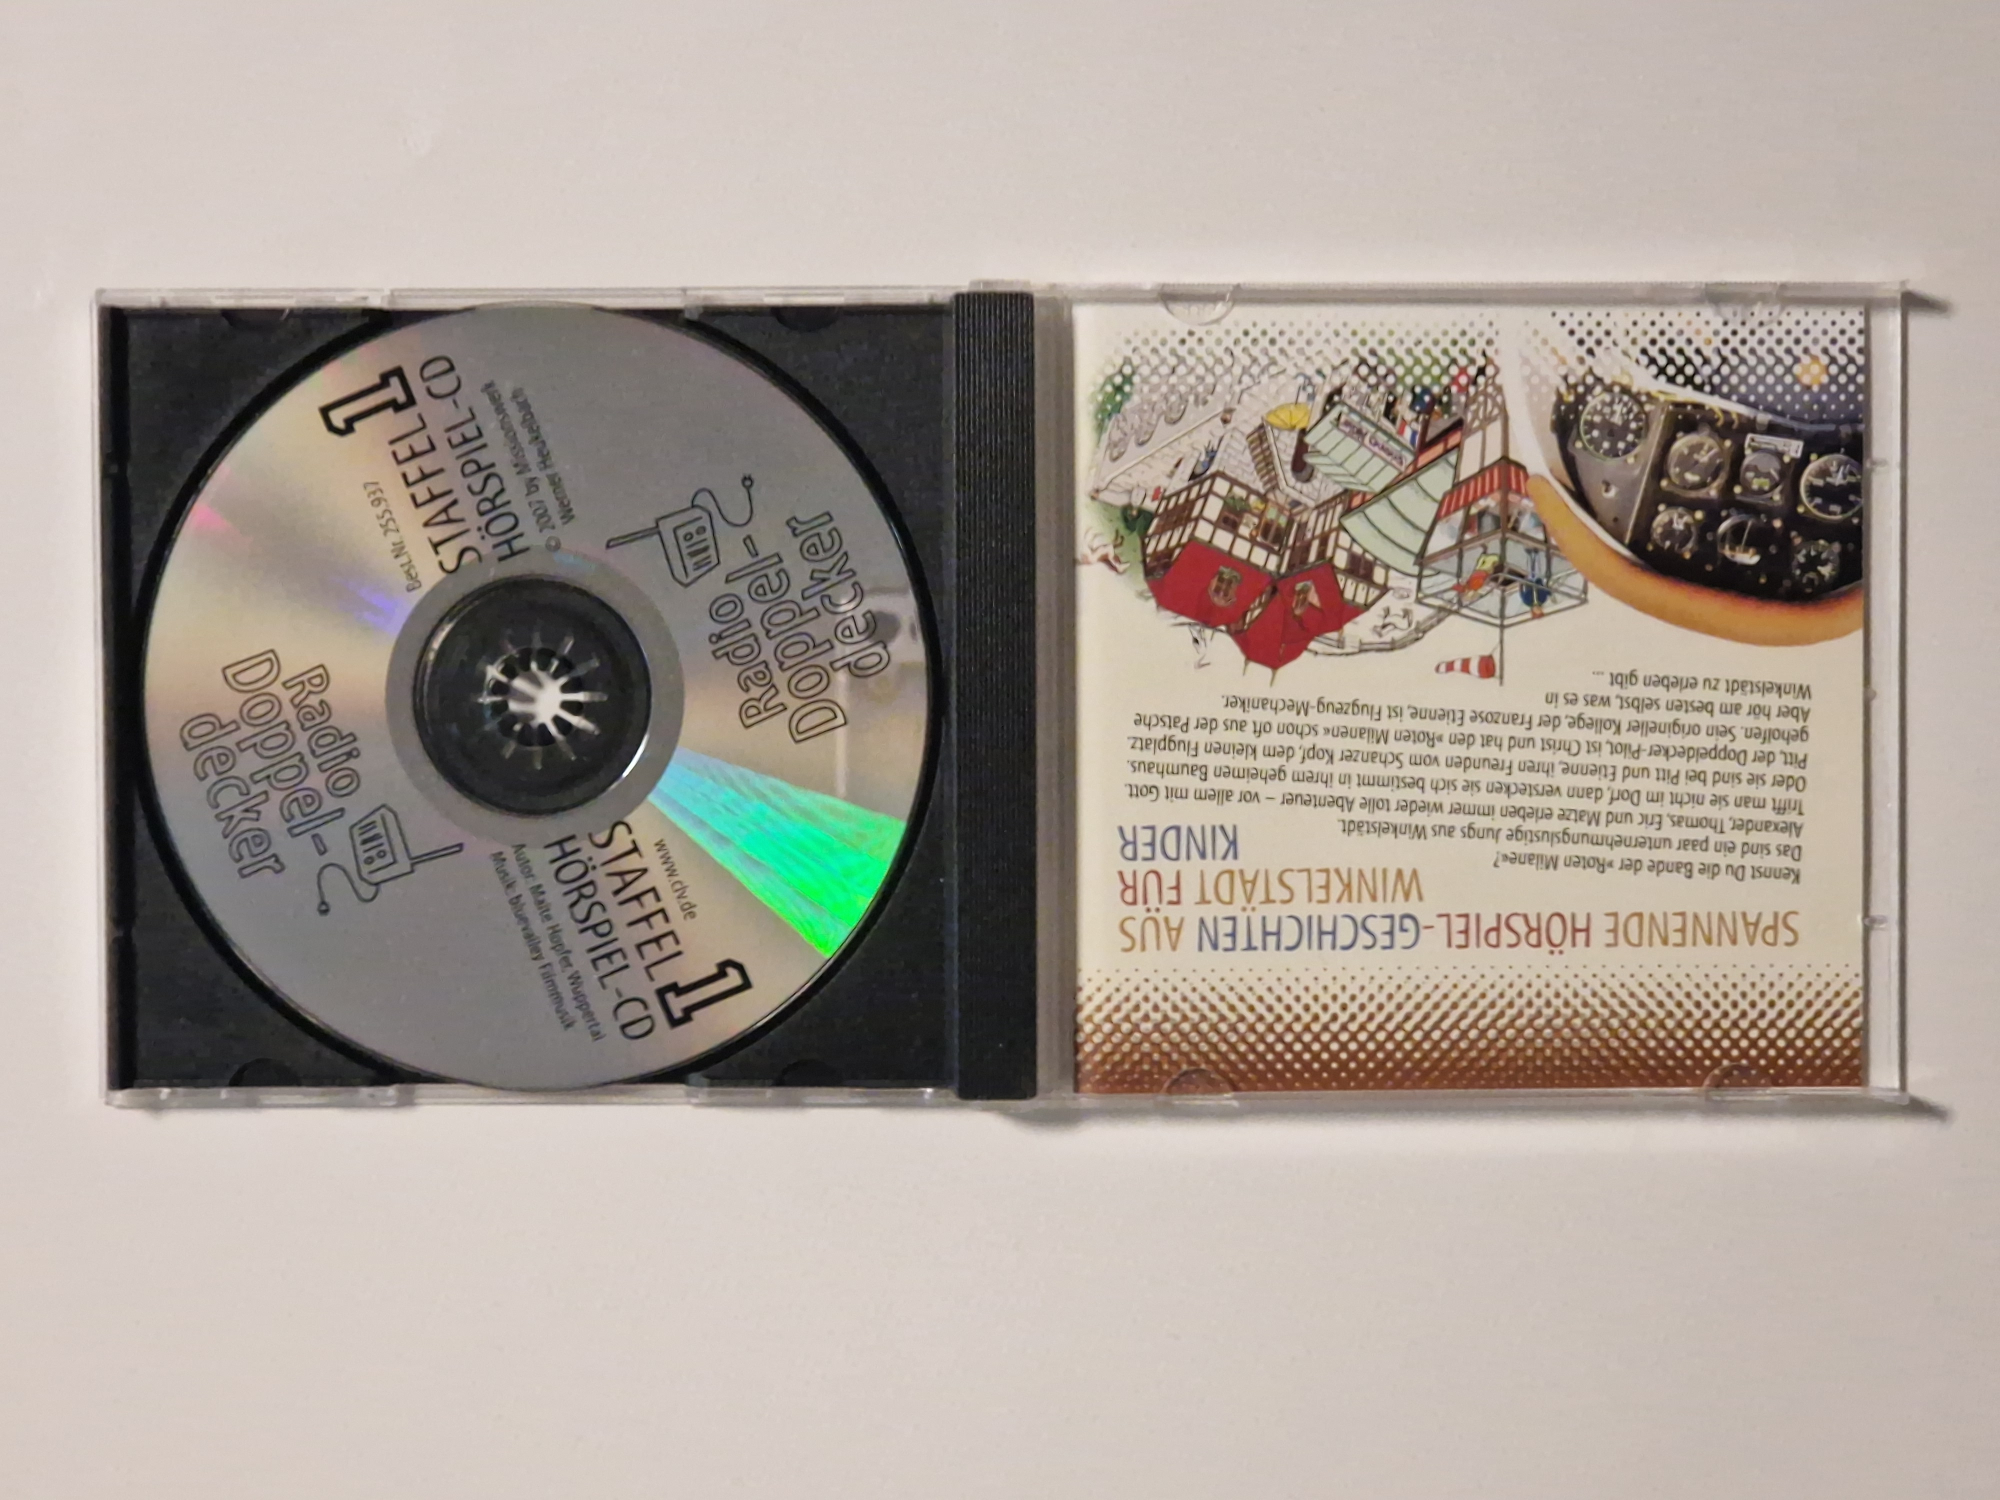 Radio
Doppel-
decker
STAFFEL 1
HÖRSPIEL-CD
Best.Nr. 255.937
© 2007 by Missionswerk
Werner Heukelbach
Radio
Doppel-
decker
www.clv.de
STAFFEL 1
HÖRSPIEL-CD
Autor: Malte Hopfer, Wuppertal
Musik: bluevalley Filmmusik
SPANNENDE HÖRSPIEL-GESCHICHTEN AUS
WINKELSTÄDT FÜR
KINDER
Kennst Du die Bande der »Roten Milane«?
Das sind ein paar unternehmungslustige Jungs aus Winkelstädt.
Alexander, Thomas, Eric und Matze erleben immer wieder tolle Abenteuer – vor allem mit Gott.
Trifft man sie nicht im Dorf, dann verstecken sie sich bestimmt in ihrem geheimen Baumhaus.
Oder sie sind bei Pitt und Etienne, ihren Freunden vom Schanzer Kopf, dem kleinen Flugplatz.
Pitt, der Doppeldecker-Pilot, ist Christ und hat den »Roten Milanen« schon oft aus der Patsche
geholfen. Sein origineller Kollege, der Franzose Etienne, ist Flugzeug-Mechaniker.
Aber hör am besten selbst, was es in
Winkelstädt zu erleben gibt ...